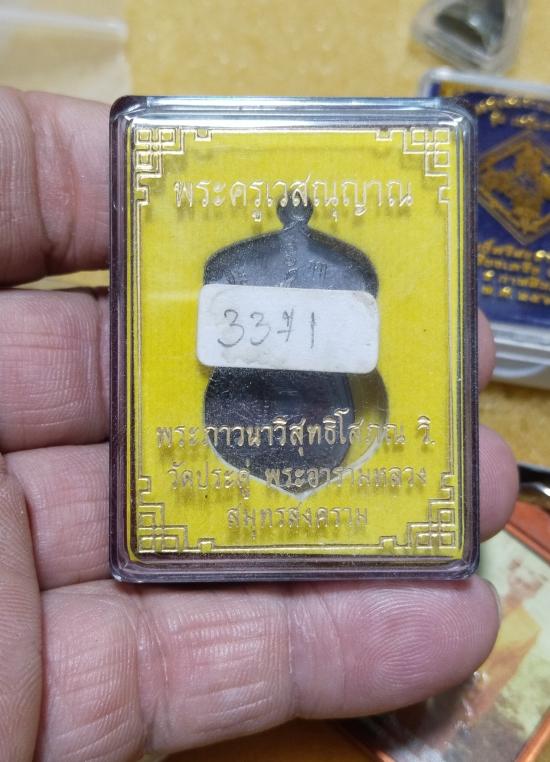 พระครูเวสณุญาณ
3371
พระภาวนาวิสุทธิโสภณ วิ.
วัดประดู่ พระอารามหลวง
สมุทรสงคราม